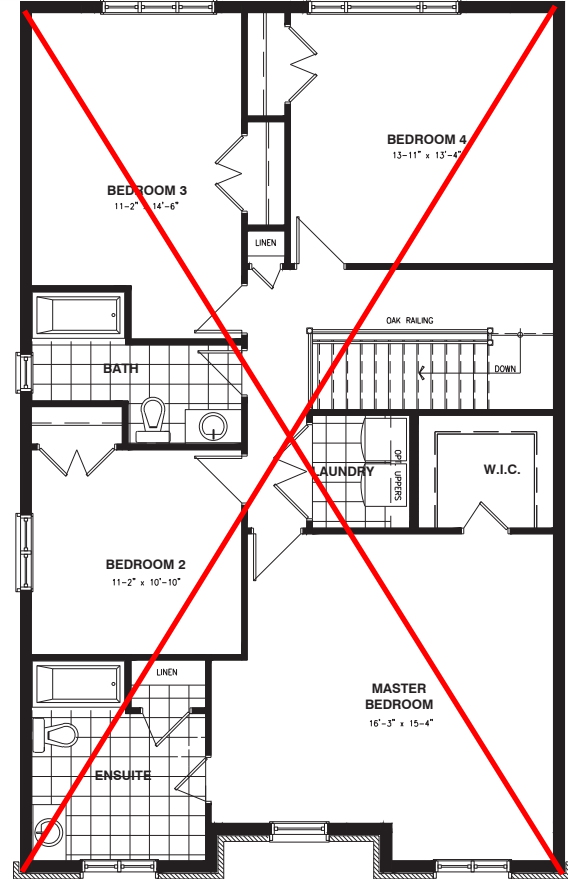 BEDROOM 4
13-11" x 13'-4"
BEDROOM 3
11-2" x 14'-6"
LINEN
OAK RAILING
BATH
DOWN
LAUNDRY
OPT. UPPERS
W.I.C.
BEDROOM 2
11-2" x 10'-10"
LINEN
MASTER
BEDROOM
16'-3" x 15-4"
ENSUITE